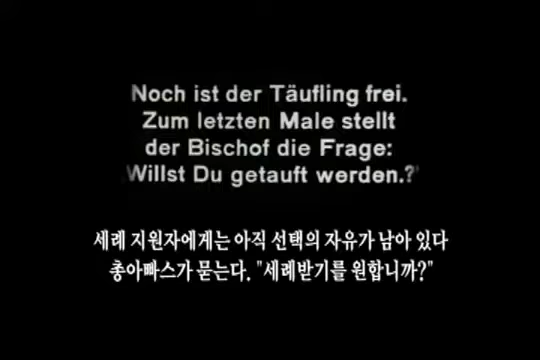 Noch ist der Täufling frei.
Zum letzten Male stellt
der Bischof die Frage:
'Willst Du getauft werden.?'
세례 지원자에게는 아직 선택의 자유가 남아 있다
총아빠스가 묻는다. "세례받기를 원합니까?"